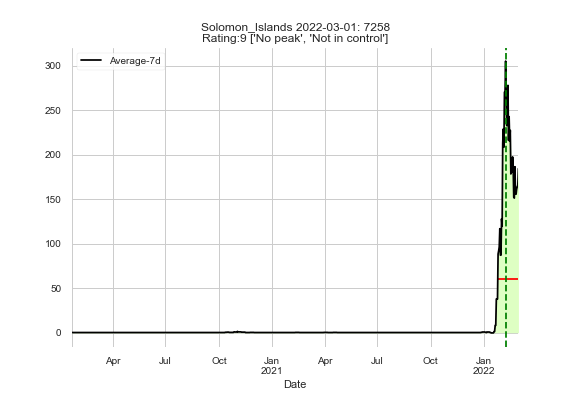 Solomon_Islands 2022-03-01: 7258
Rating:9 ['No peak', 'Not in control']
Average-7d
300
250
200
150
100
50
0
Apr Jul Oct Jan Apr Jul Oct Jan
2021 2022
Date